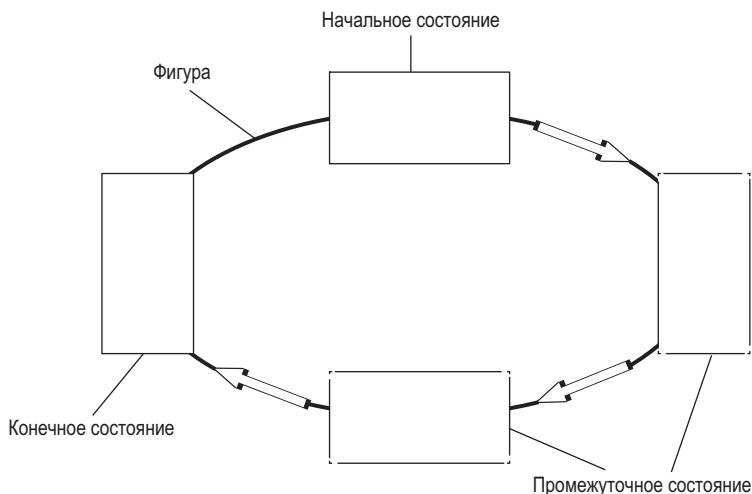 Начальное состояние
Фигура
Конечное состояние
Промежуточное состояние